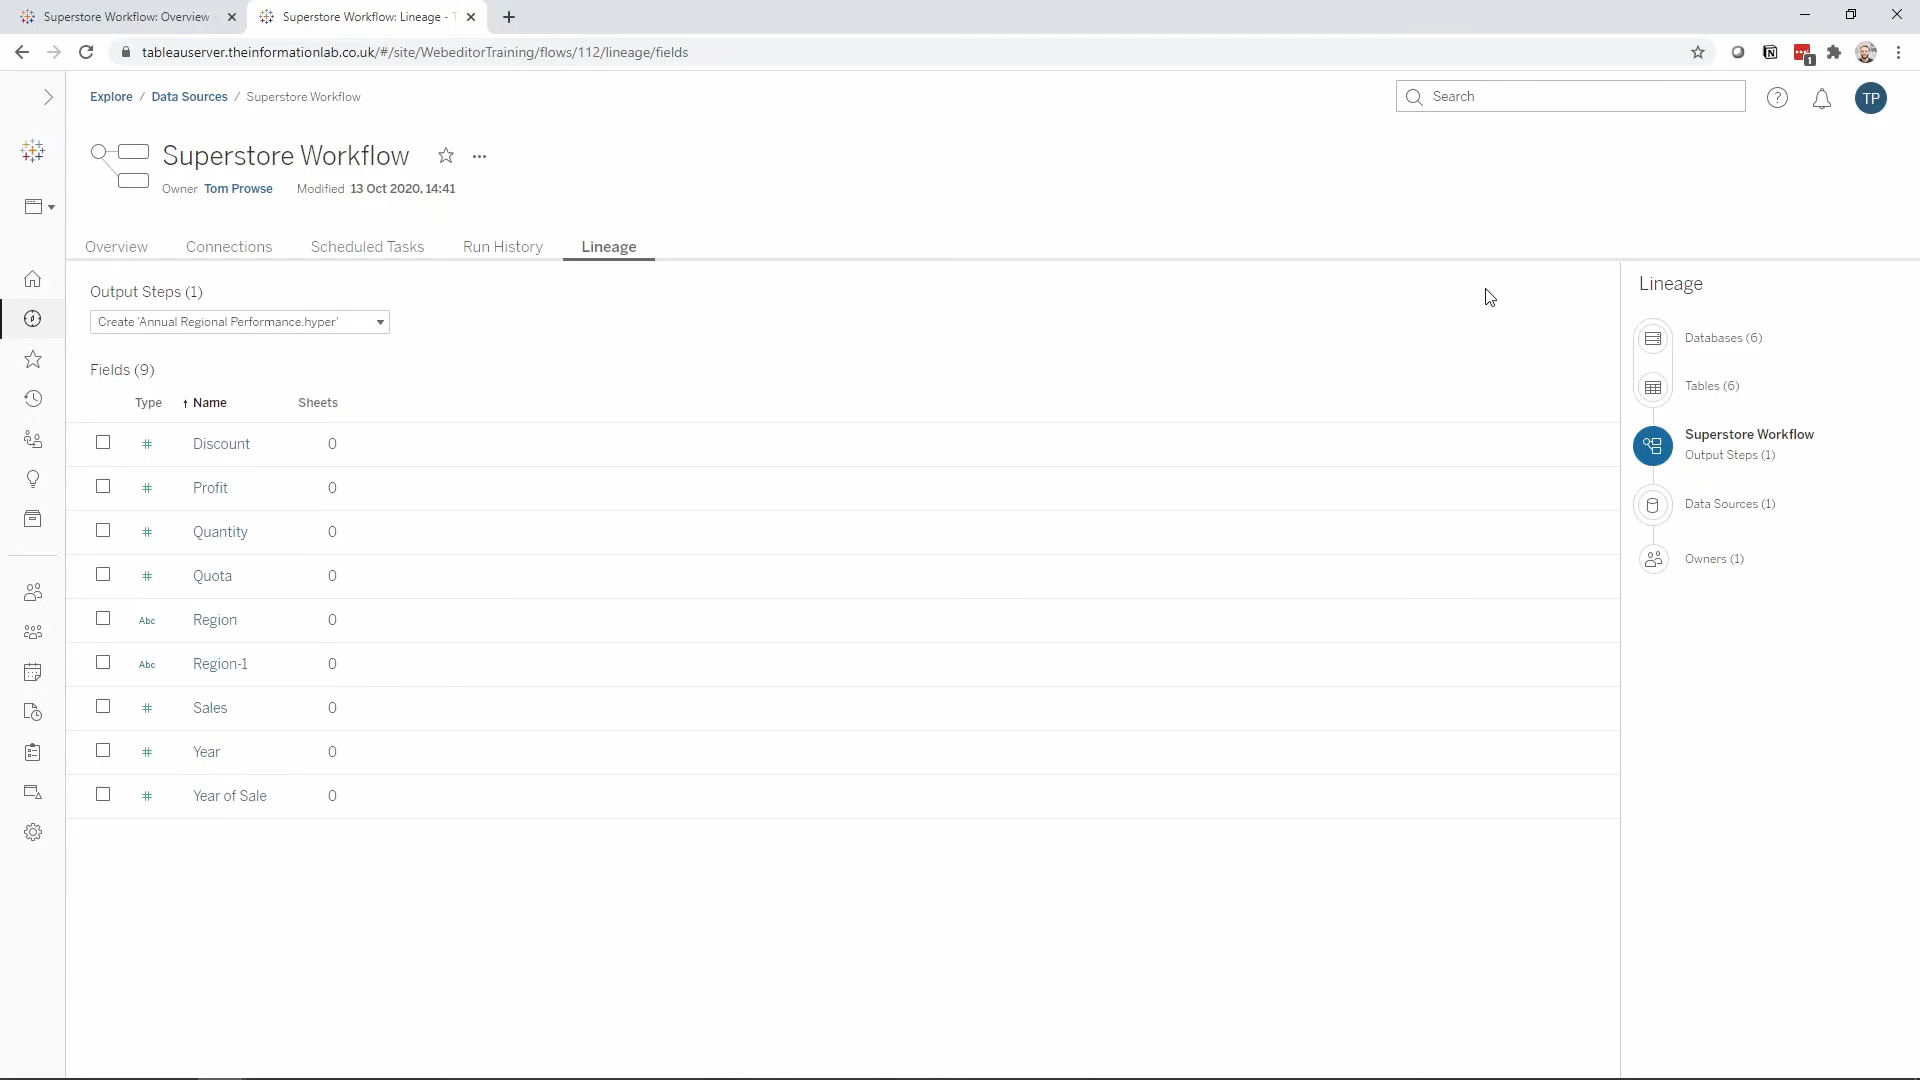 Superstore Workflow: Overview -
Superstore Workflow: Lineage -
tableauserver.theinformationlab.co.uk/#/site/WebeditorTraining/flows/112/lineage/fields
1
Explore / Data Sources / Superstore Workflow
Search
?
TP
Superstore Workflow
Owner Tom Prowse Modified 13 Oct 2020, 14:41
Overview
Connections
Scheduled Tasks
Run History
Lineage
Output Steps (1)
Create 'Annual Regional Performance.hyper'
Fields (9)
Type ↑ Name Sheets
# Discount 0
# Profit 0
# Quantity 0
# Quota 0
Abc Region 0
Abc Region-1 0
# Sales 0
# Year 0
# Year of Sale 0
Lineage
Databases (6)
Tables (6)
Superstore Workflow
Output Steps (1)
Data Sources (1)
Owners (1)